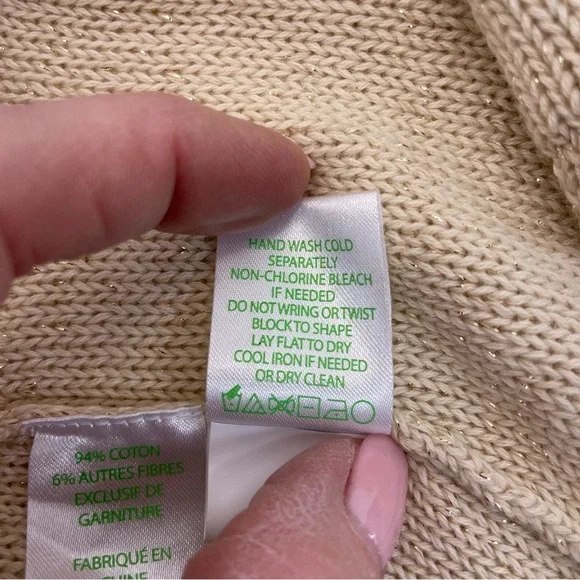 HAND WASH COLD
SEPARATELY
NON-CHLORINE BLEACH
IF NEEDED
DO NOT WRING OR TWIST
BLOCK TO SHAPE
LAY FLAT TO DRY
COOL IRON IF NEEDED
OR DRY CLEAN
94% COTON
6% AUTRES FIBRES
EXCLUSIF DE
GARNITURE
FABRIQUÉ EN
CHINE